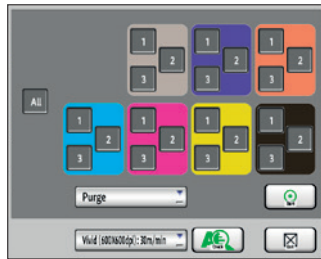 1 1 1
2 2 2
3 3 3
All
1 1 1 1
2 2 2 2
3 3 3 3
Purge
Vivid (600X600dpi): 30m/min